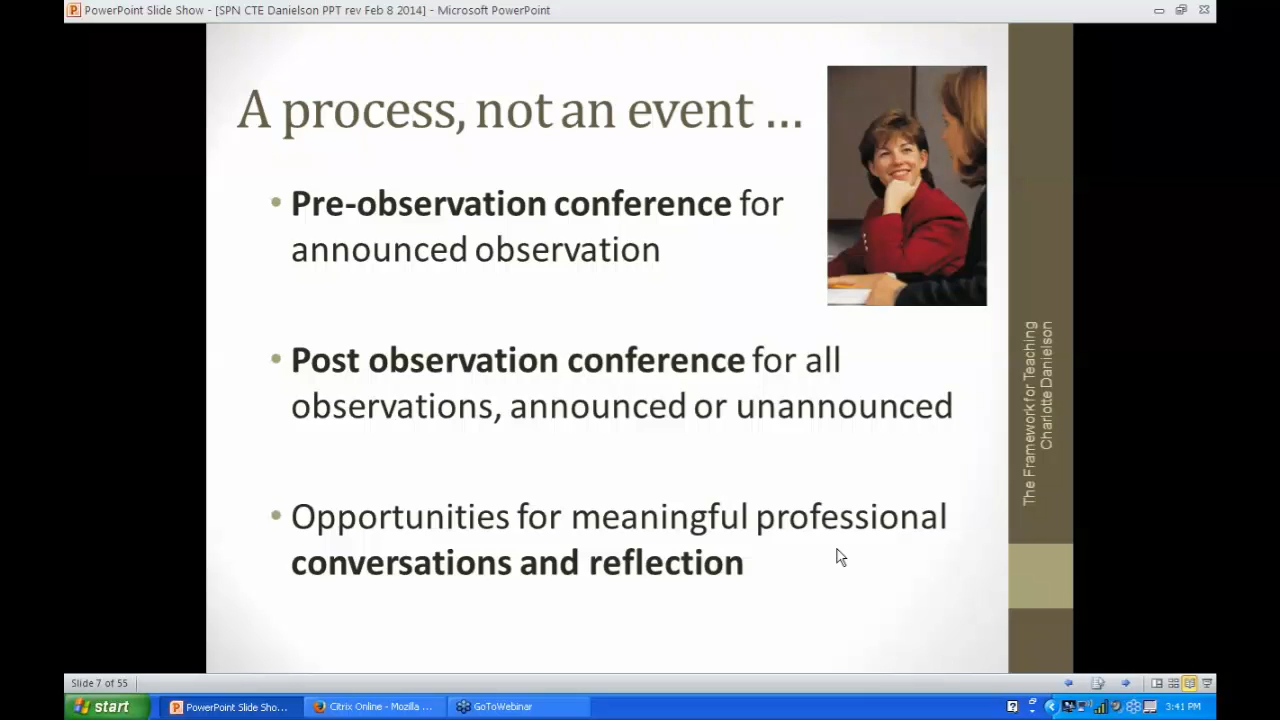 PowerPoint Slide Show - [SPN CTE Danielson PPT rev Feb 8 2014] - Microsoft PowerPoint
A process, not an event ...
• Pre-observation conference for
announced observation
• Post observation conference for all
observations, announced or unannounced
• Opportunities for meaningful professional
conversations and reflection
The Framework for Teaching
Charlotte Danielson
Slide 7 of 55
start
PowerPoint Slide Sho...
Citrix Online - Mozilla ...
GoToWebinar
3:41 PM